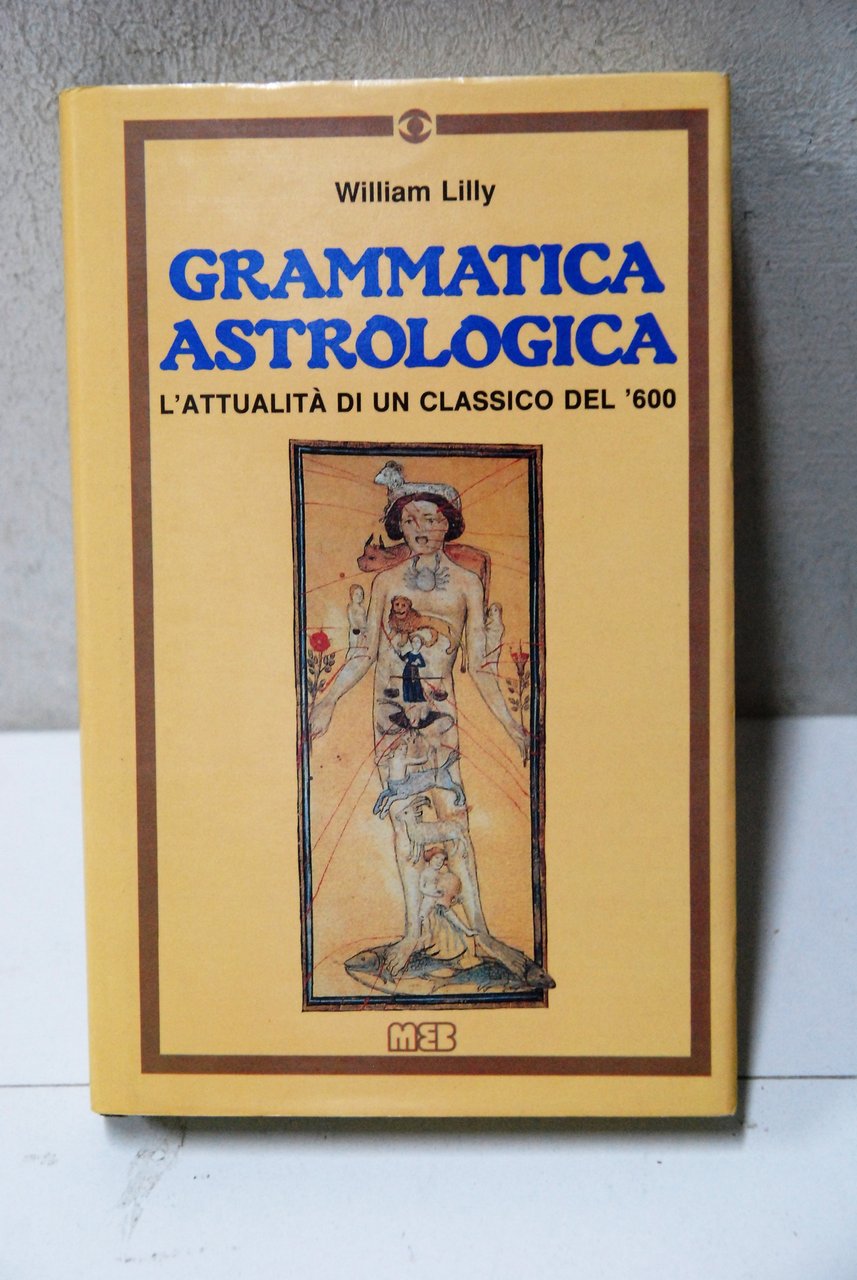 William Lilly
GRAMMATICA
ASTROLOGICA
L'ATTUALITÀ DI UN CLASSICO DEL '600
MEB